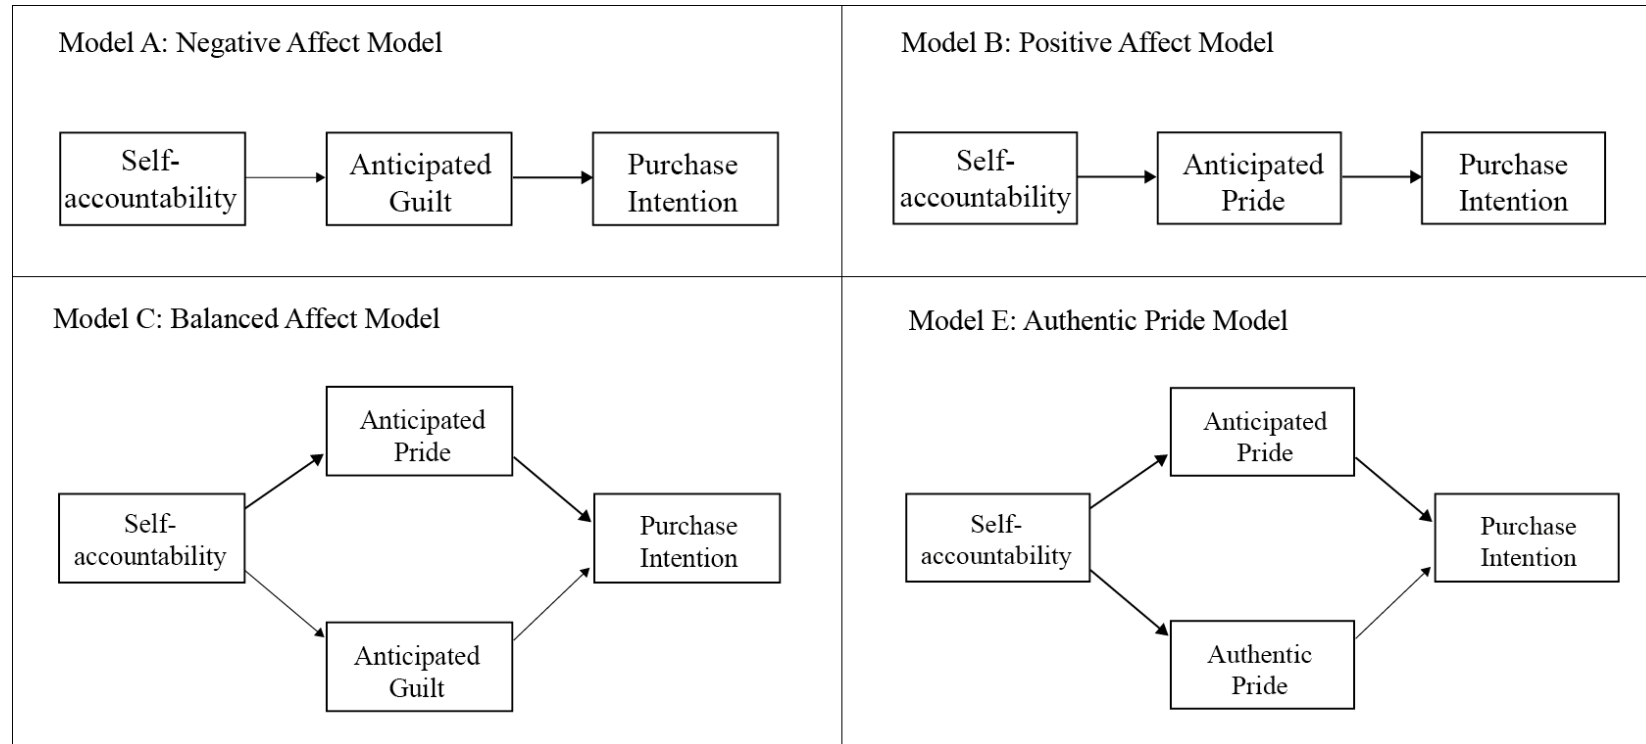 Model A: Negative Affect Model
Self-
accountability
Anticipated
Guilt
Purchase
Intention
Model B: Positive Affect Model
Self-
accountability
Anticipated
Pride
Purchase
Intention
Model C: Balanced Affect Model
Anticipated
Pride
Self-
accountability
Purchase
Intention
Anticipated
Guilt
Model E: Authentic Pride Model
Anticipated
Pride
Self-
accountability
Purchase
Intention
Authentic
Pride